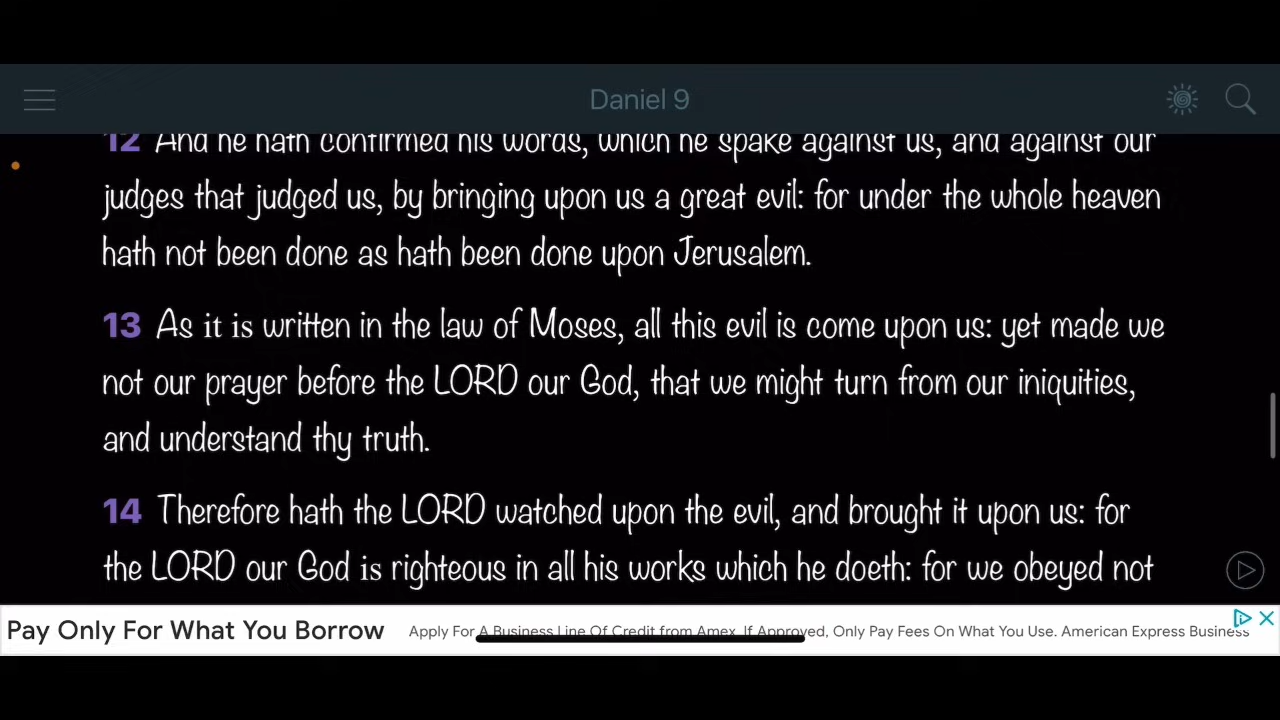 Daniel 9
12 And he hath confirmed his words, which he spake against us, and against our
judges that judged us, by bringing upon us a great evil: for under the whole heaven
hath not been done as hath been done upon Jerusalem.
13 As it is written in the law of Moses, all this evil is come upon us: yet made we
not our prayer before the LORD our God, that we might turn from our iniquities,
and understand thy truth.
14 Therefore hath the LORD watched upon the evil, and brought it upon us: for
the LORD our God is righteous in all his works which he doeth: for we obeyed not
Pay Only For What You Borrow
Apply For A Business Line Of Credit from Amex. If Approved, Only Pay Fees On What You Use. American Express Business